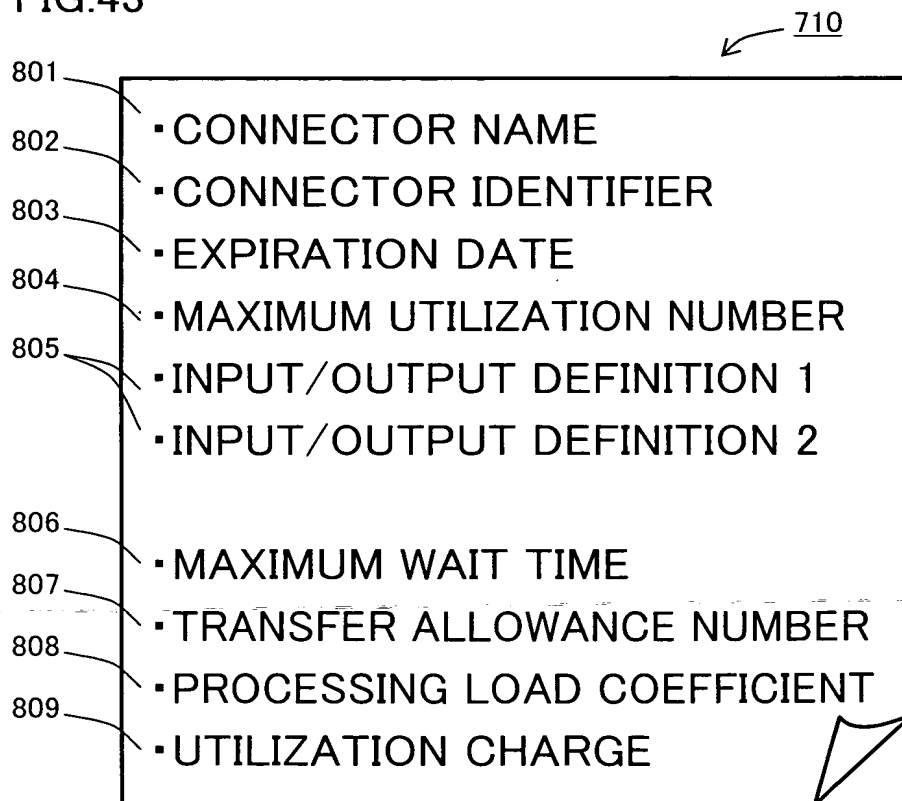 FIG.43
710
801
・CONNECTOR NAME
802
・CONNECTOR IDENTIFIER
803
・EXPIRATION DATE
804
・MAXIMUM UTILIZATION NUMBER
805
・INPUT/OUTPUT DEFINITION 1
・INPUT/OUTPUT DEFINITION 2
806
・MAXIMUM WAIT TIME
807
・TRANSFER ALLOWANCE NUMBER
808
・PROCESSING LOAD COEFFICIENT
809
・UTILIZATION CHARGE